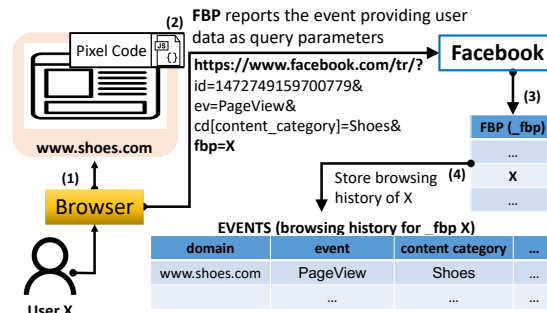 (2)
FBP reports the event providing user
data as query parameters
Pixel Code
JS
{}
https://www.facebook.com/tr/?
id=1472749159700779&
ev=PageView&
cd[content_category]=Shoes&
fbp=X
Facebook
(3)
www.shoes.com
FBP (_fbp)
...
X
...
(1)
(4)
Store browsing
history of X
Browser
EVENTS (browsing history for _fbp X)
domain event content category ...
www.shoes.com PageView Shoes
... ... ...
User X